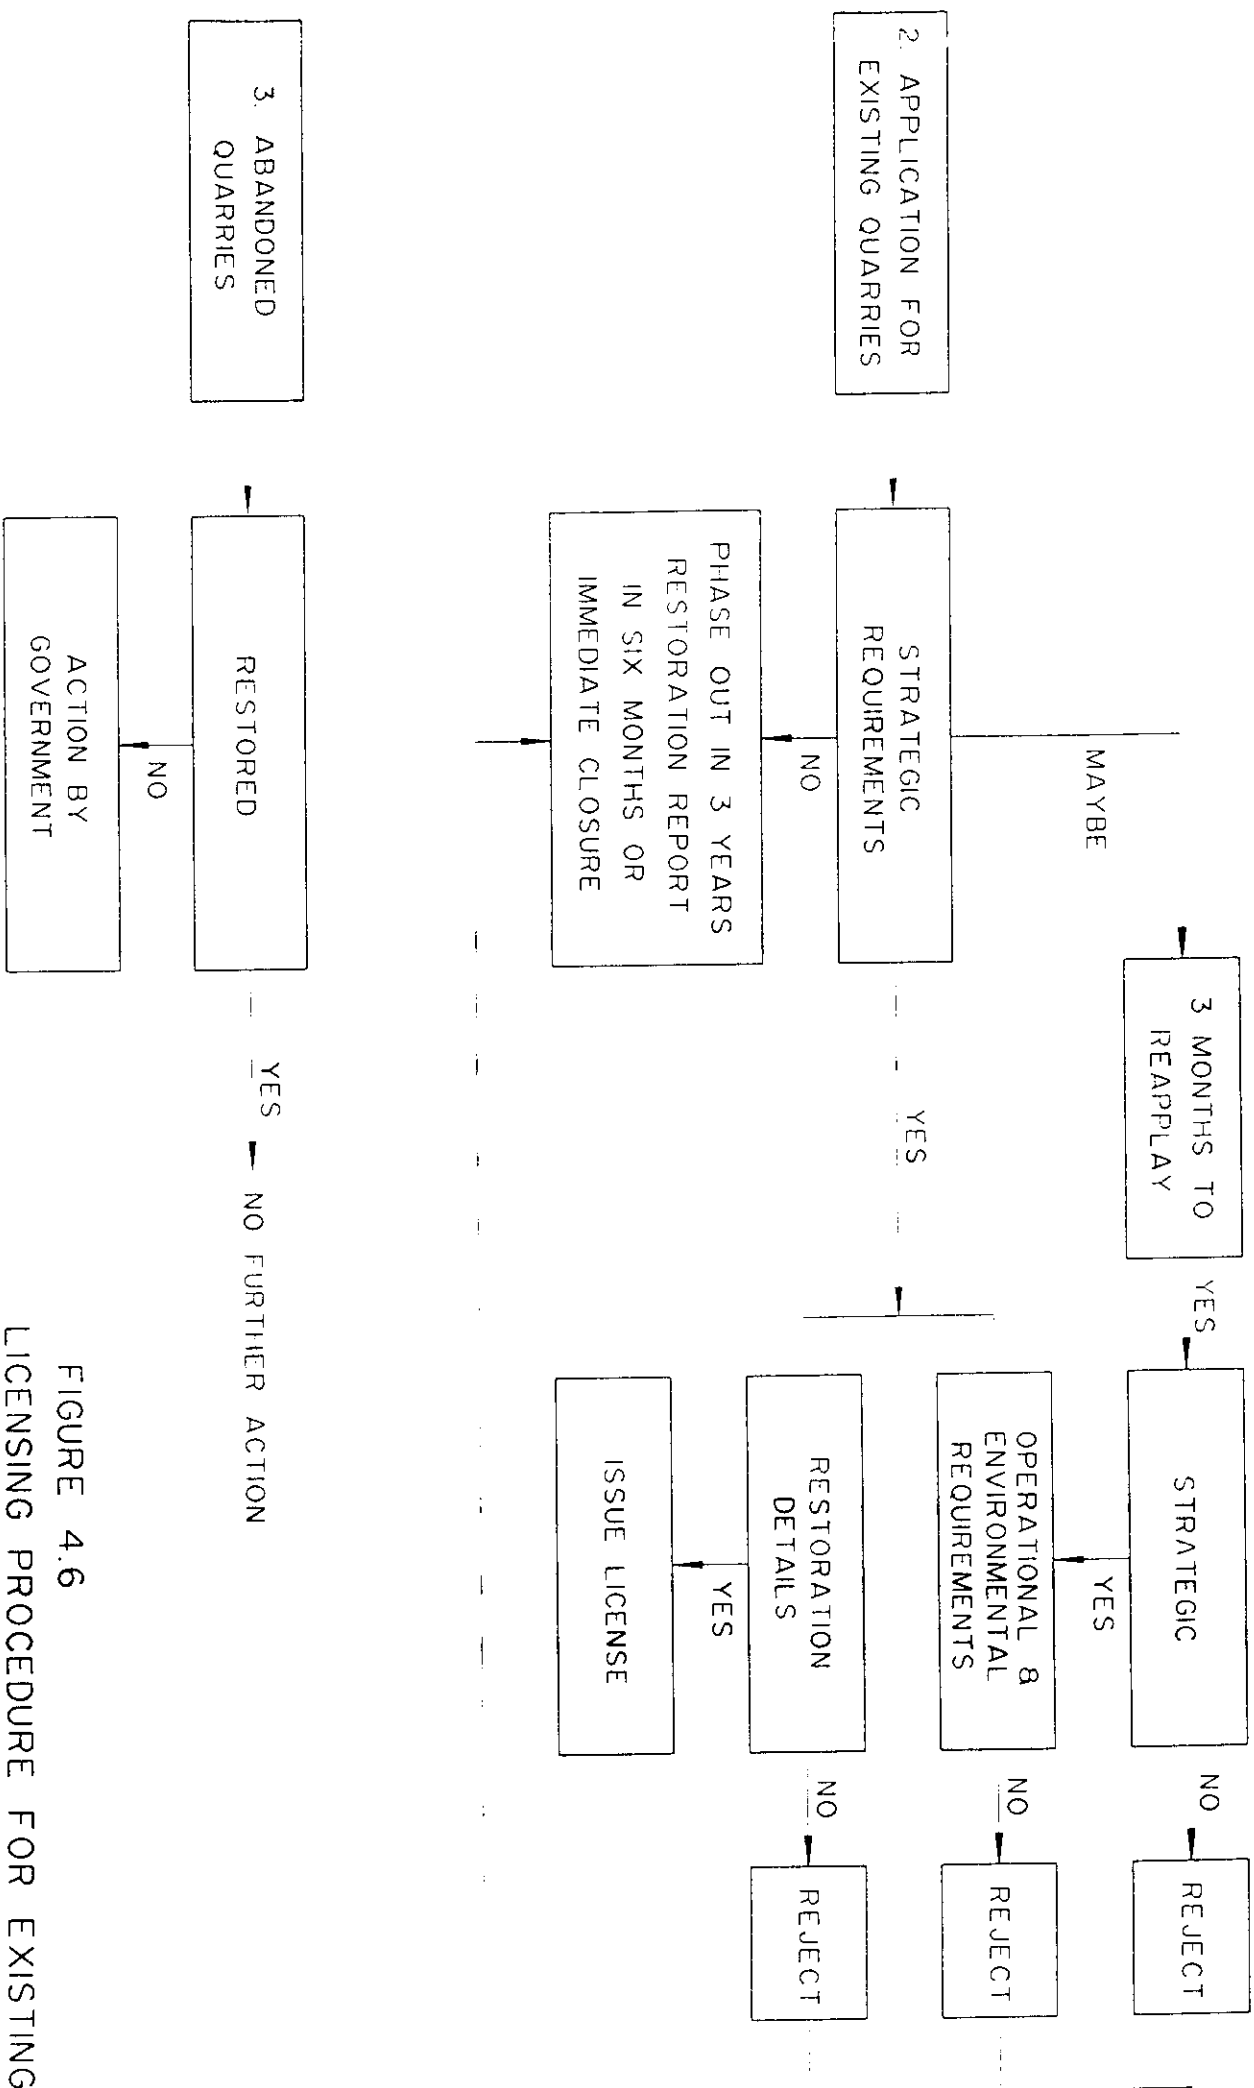 2. APPLICATION FOR
EXISTING QUARRIES
STRATEGIC
REQUIREMENTS
MAYBE
3 MONTHS TO
REAPPLAY
YES
STRATEGIC
NO
REJECT
YES
OPERATIONAL &
ENVIRONMENTAL
REQUIREMENTS
NO
REJECT
YES
RESTORATION
DETAILS
NO
REJECT
YES
ISSUE LICENSE
NO
PHASE OUT IN 3 YEARS
RESTORATION REPORT
IN SIX MONTHS OR
IMMEDIATE CLOSURE
3. ABANDONED
QUARRIES
RESTORED
YES
NO FURTHER ACTION
NO
ACTION BY
GOVERNMENT
FIGURE 4.6
LICENSING PROCEDURE FOR EXISTING